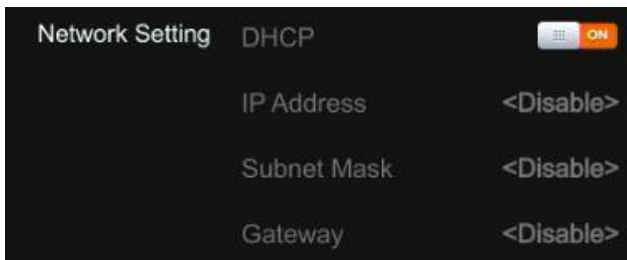 Network Setting DHCP ON
IP Address <Disable>
Subnet Mask <Disable>
Gateway <Disable>